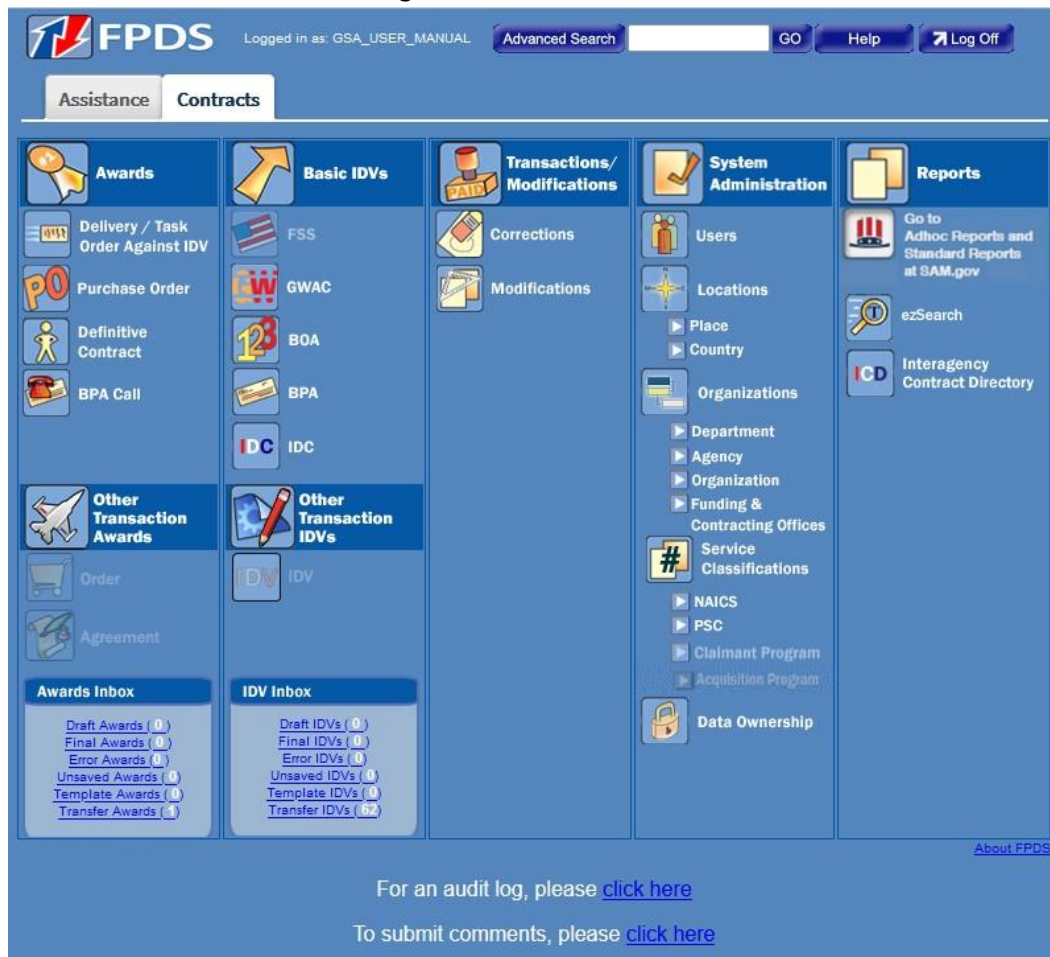 FPDS
Logged in as: GSA_USER_MANUAL
Advanced Search
GO
Help
Log Off
Assistance
Contracts
Awards
Delivery / Task
Order Against IDV
PO
Purchase Order
Definitive
Contract
BPA Call
Other
Transaction
Awards
Order
Agreement
Awards Inbox
Draft Awards ( 0 )
Final Awards ( 0 )
Error Awards ( 0 )
Unsaved Awards ( 0 )
Template Awards ( 0 )
Transfer Awards ( 1 )
Basic IDVs
FSS
GW
GWAC
123
BOA
BPA
IDC
IDC
Other
Transaction
IDVs
IDV
IDV
IDV Inbox
Draft IDVs ( 0 )
Final IDVs ( 0 )
Error IDVs ( 0 )
Unsaved IDVs ( 0 )
Template IDVs ( 0 )
Transfer IDVs ( 62 )
PAID
Transactions/
Modifications
Corrections
Modifications
System
Administration
Users
Locations
Place
Country
Organizations
Department
Agency
Organization
Funding &
Contracting Offices
#
Service
Classifications
NAICS
PSC
Claimant Program
Acquisition Program
Data Ownership
Reports
Go to
Adhoc Reports and
Standard Reports
at SAM.gov
T
ezSearch
ICD
Interagency
Contract Directory
About FPDS
For an audit log, please click here
To submit comments, please click here